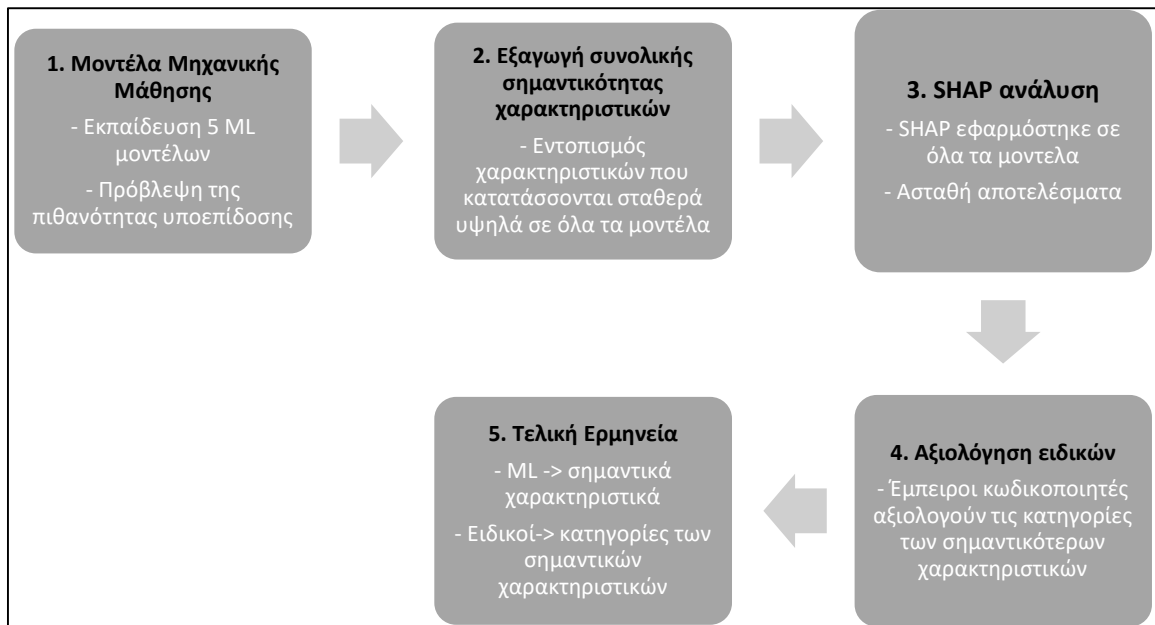 1. Μοντέλα Μηχανικής
Μάθησης
- Εκπαίδευση 5 ML
μοντέλων
- Πρόβλεψη της
πιθανότητας υποεπίδοσης
2. Εξαγωγή συνολικής
σημαντικότητας
χαρακτηριστικών
- Εντοπισμός
χαρακτηριστικών που
κατατάσσονται σταθερά
υψηλά σε όλα τα μοντέλα
3. SHAP ανάλυση
- SHAP εφαρμόστηκε σε
όλα τα μοντελα
- Ασταθή αποτελέσματα
4. Αξιολόγηση ειδικών
- Έμπειροι κωδικοποιητές
αξιολογούν τις κατηγορίες
των σημαντικότερων
χαρακτηριστικών
5. Τελική Ερμηνεία
- ML -> σημαντικά
χαρακτηριστικά
- Ειδικοί-> κατηγορίες των
σημαντικών
χαρακτηριστικών